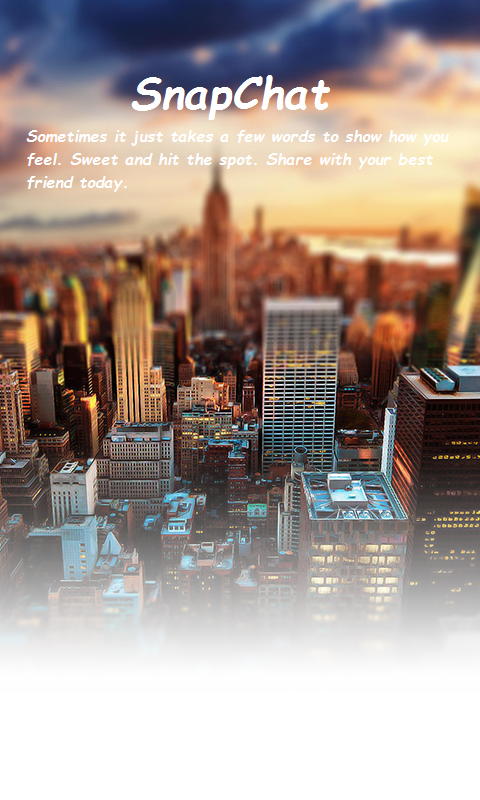 SnapChat
Sometimes it just takes a few words to show how you
feel. Sweet and hit the spot. Share with your best
friend today.